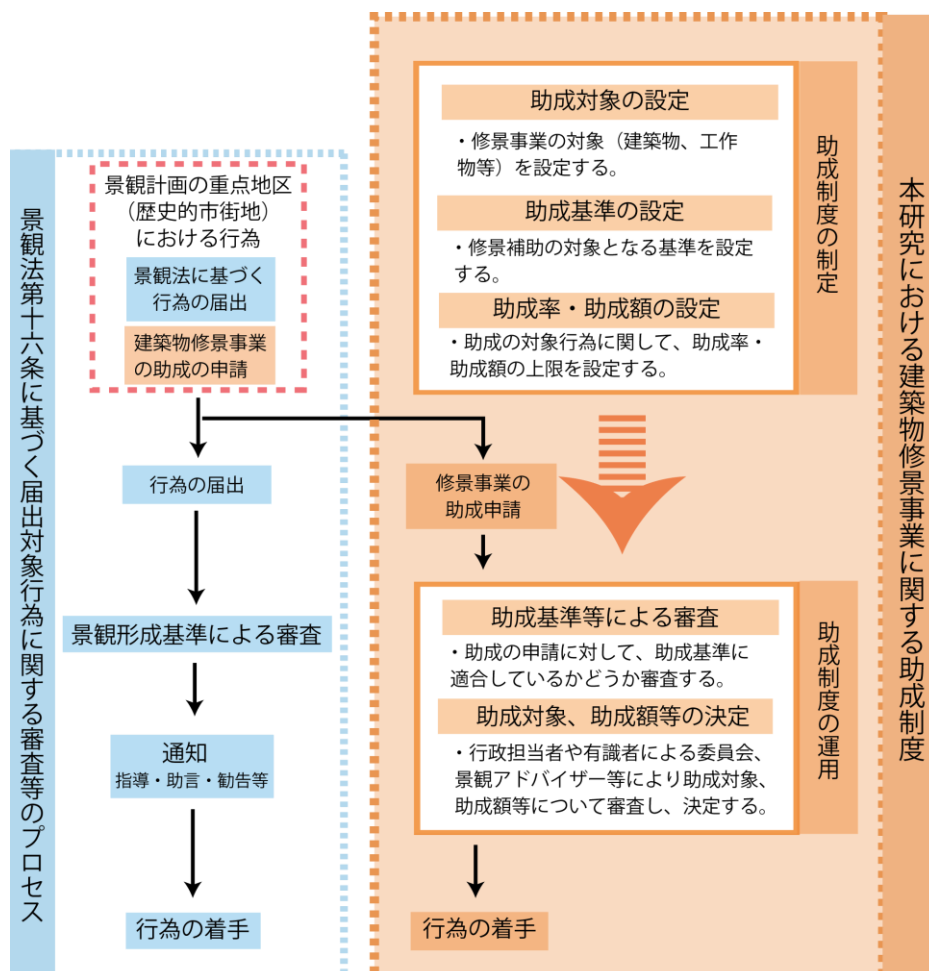 景観法第十六条に基づく届出対象行為に関する審査等のプロセス
景観計画の重点地区
（歴史的市街地）
における行為
景観法に基づく
行為の届出
建築物修景事業
の助成の申請
行為の届出
景観形成基準による審査
通知
指導・助言・勧告等
行為の着手
助成対象の設定
・修景事業の対象（建築物、工作
物等）を設定する。
助成基準の設定
・修景補助の対象となる基準を設定
する。
助成率・助成額の設定
・助成の対象行為に関して、助成率・
助成額の上限を設定する。
助成制度の制定
修景事業の
助成申請
助成基準等による審査
・助成の申請に対して、助成基準に
適合しているかどうか審査する。
助成対象、助成額等の決定
・行政担当者や有識者による委員会、
景観アドバイザー等により助成対象、
助成額等について審査し、決定する。
助成制度の運用
行為の着手
本研究における建築物修景事業に関する助成制度